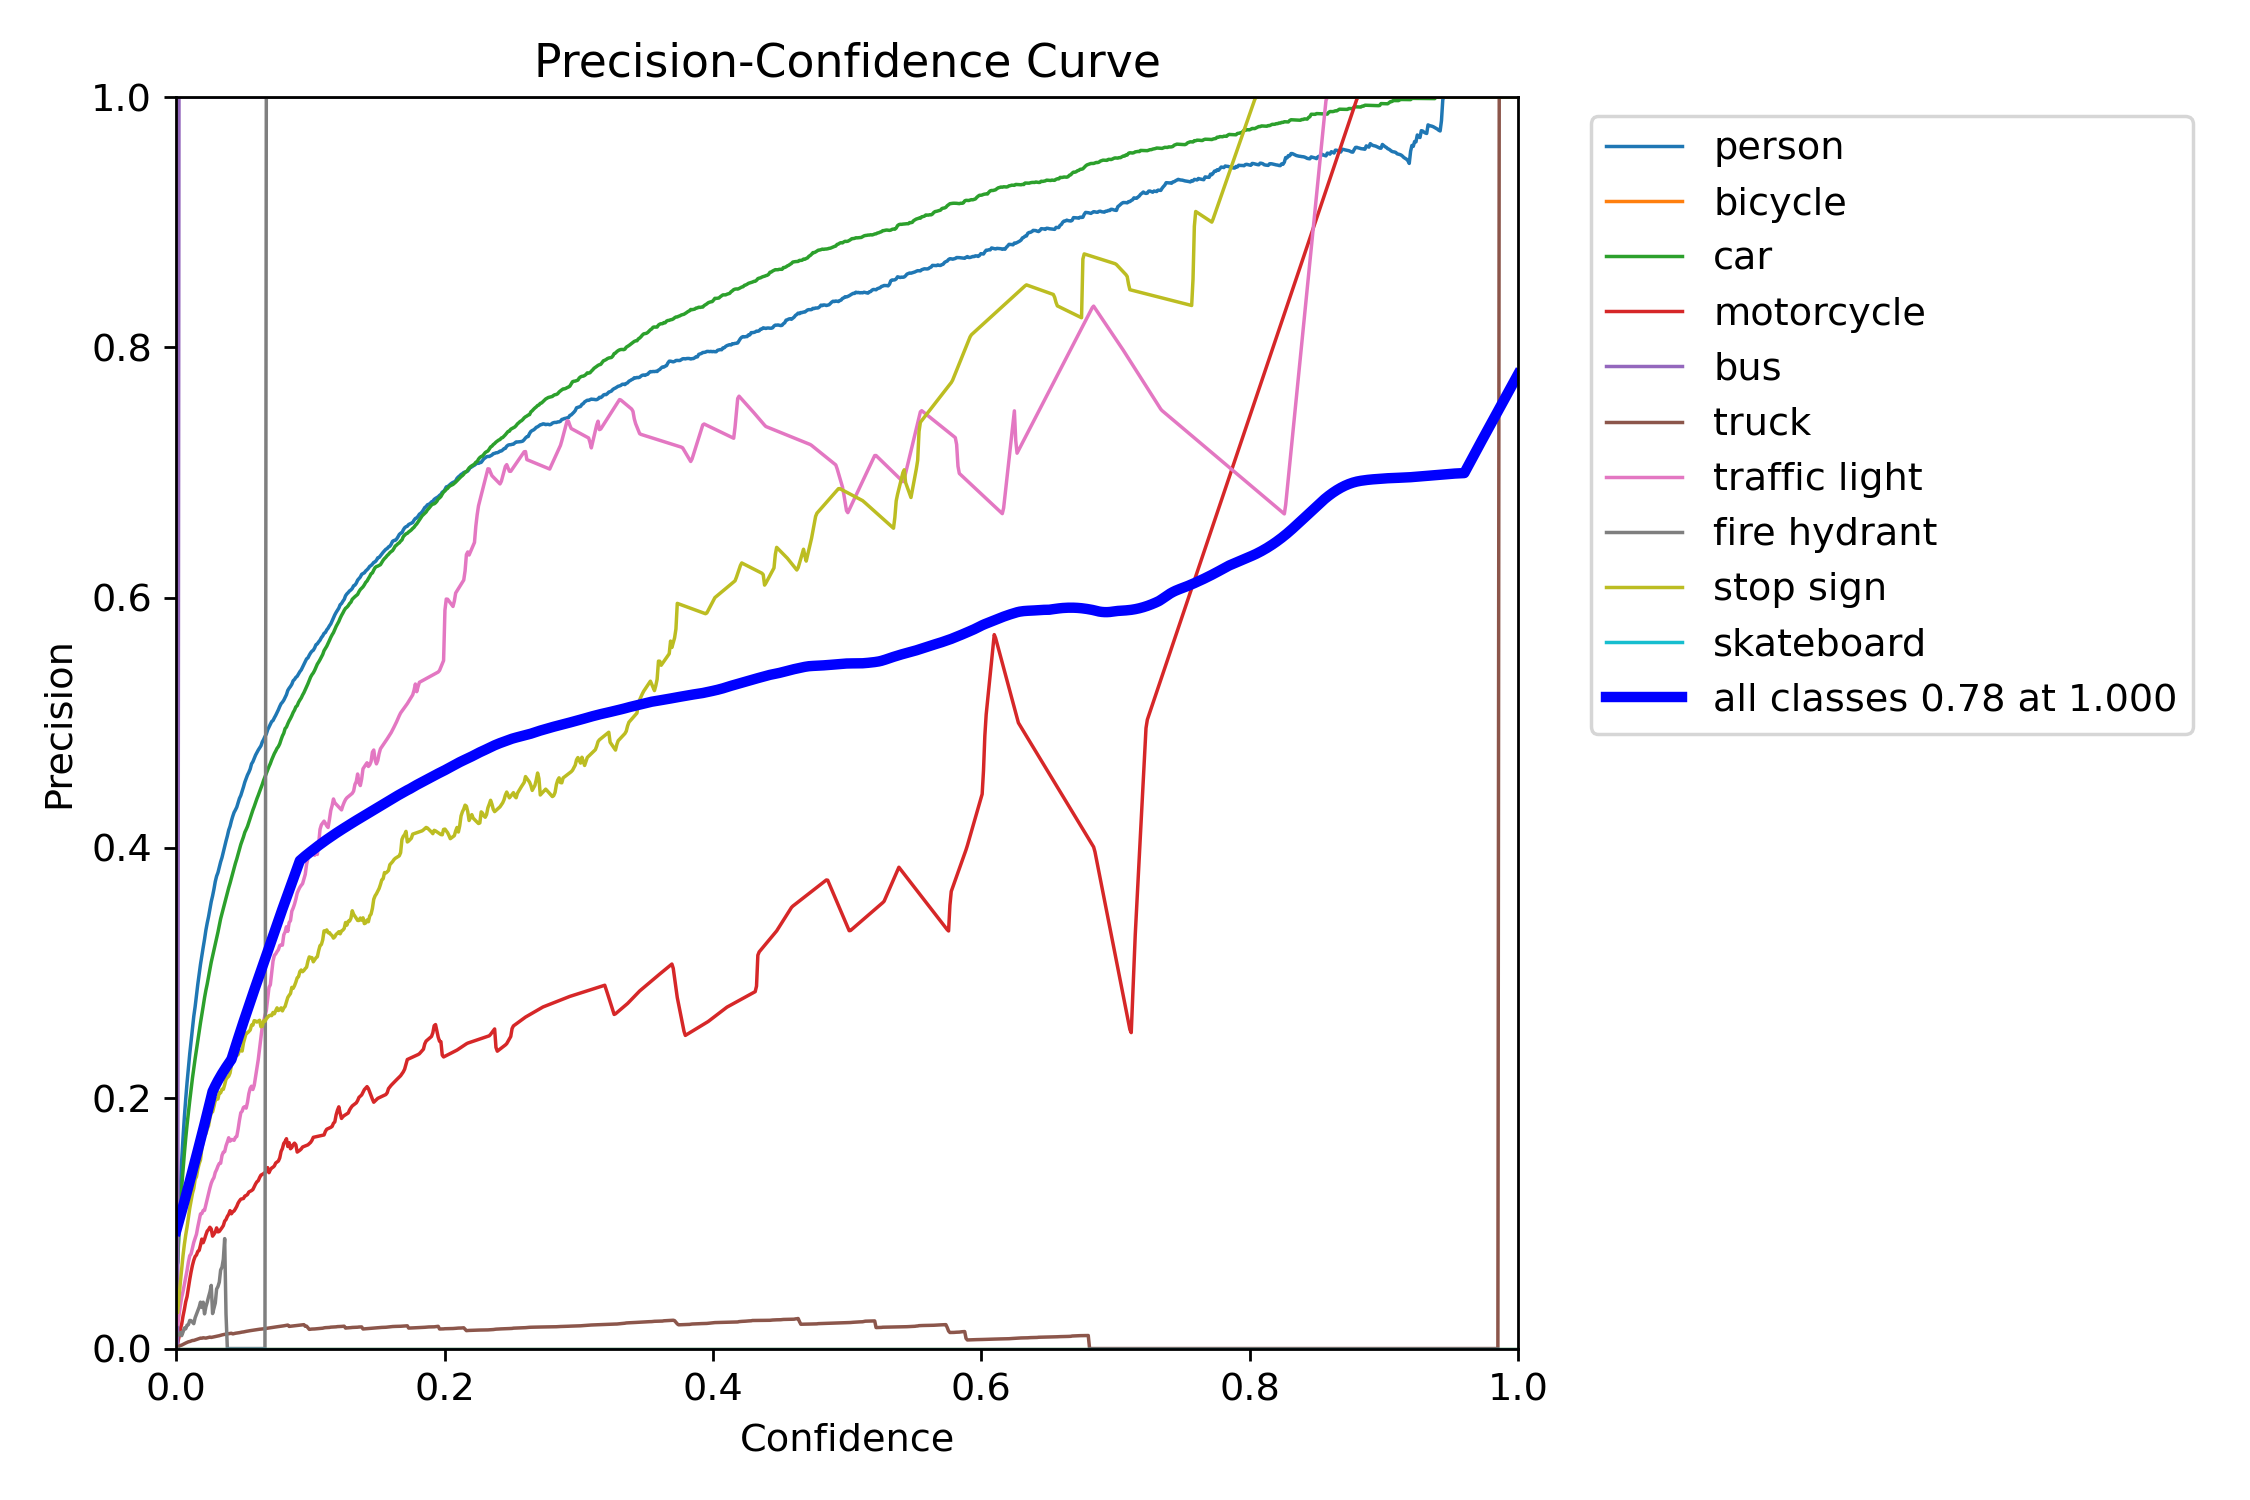 Precision-Confidence Curve
1.0
0.8
0.6
0.4
0.2
0.0
Precision
0.0 0.2 0.4 0.6 0.8 1.0
Confidence
person
bicycle
car
motorcycle
bus
truck
traffic light
fire hydrant
stop sign
skateboard
all classes 0.78 at 1.000